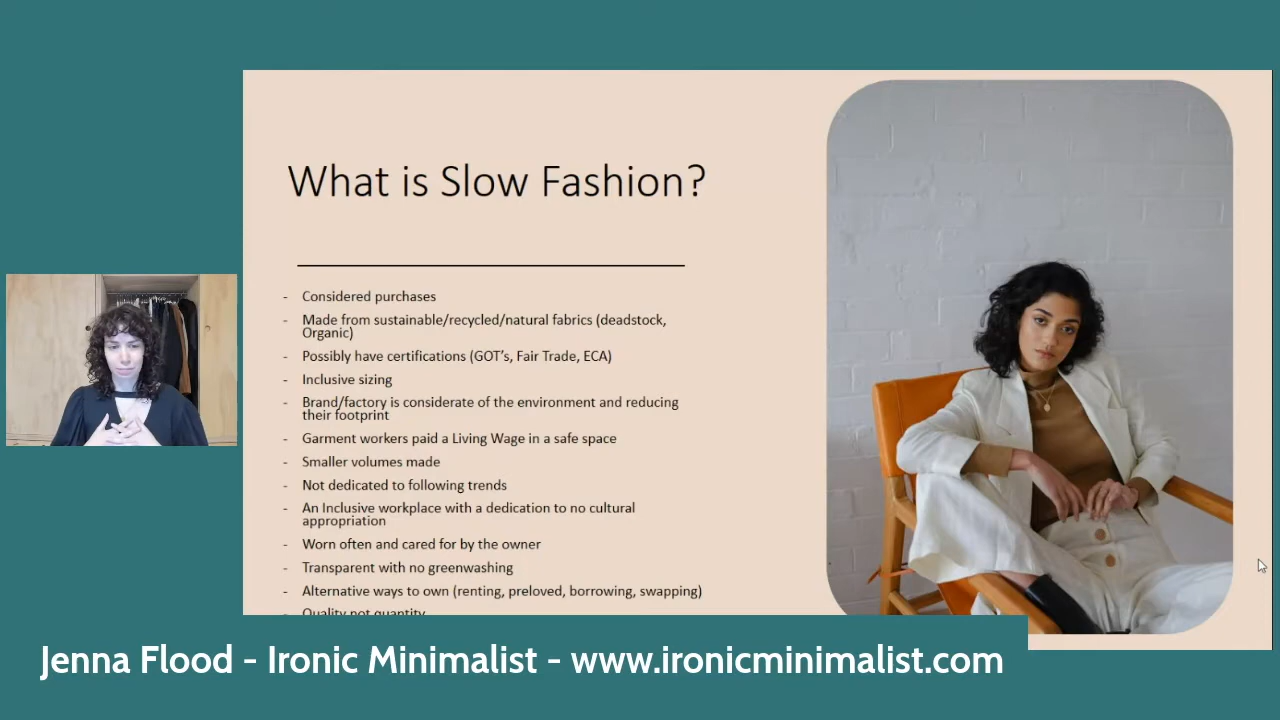 What is Slow Fashion?
- Considered purchases
- Made from sustainable/recycled/natural fabrics (deadstock,
Organic)
- Possibly have certifications (GOT's, Fair Trade, ECA)
- Inclusive sizing
- Brand/factory is considerate of the environment and reducing
their footprint
- Garment workers paid a Living Wage in a safe space
- Smaller volumes made
- Not dedicated to following trends
- An Inclusive workplace with a dedication to no cultural
appropriation
- Worn often and cared for by the owner
- Transparent with no greenwashing
- Alternative ways to own (renting, preloved, borrowing, swapping)
- Quality not quantity
Jenna Flood - Ironic Minimalist - www.ironicminimalist.com